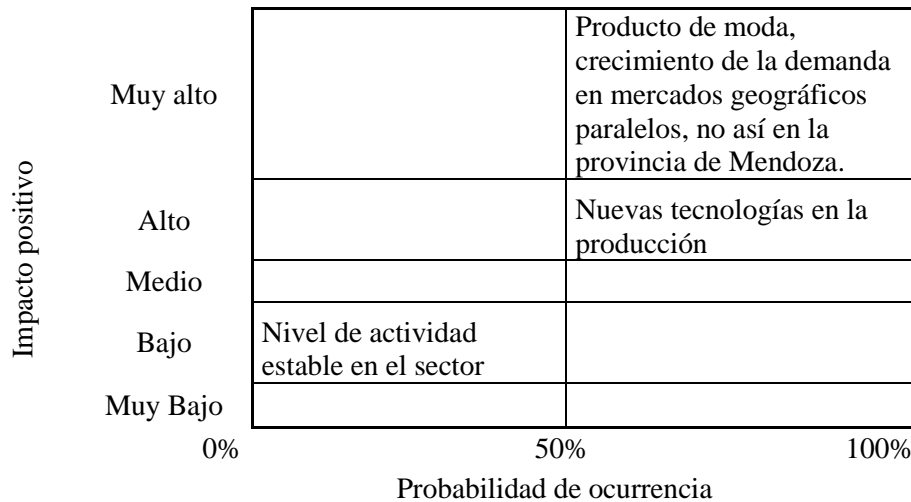 Impacto positivo
Muy alto
Producto de moda,
crecimiento de la demanda
en mercados geográficos
paralelos, no así en la
provincia de Mendoza.
Alto
Nuevas tecnologías en la
producción
Medio
Bajo
Nivel de actividad
estable en el sector
Muy Bajo
0%
50%
100%
Probabilidad de ocurrencia